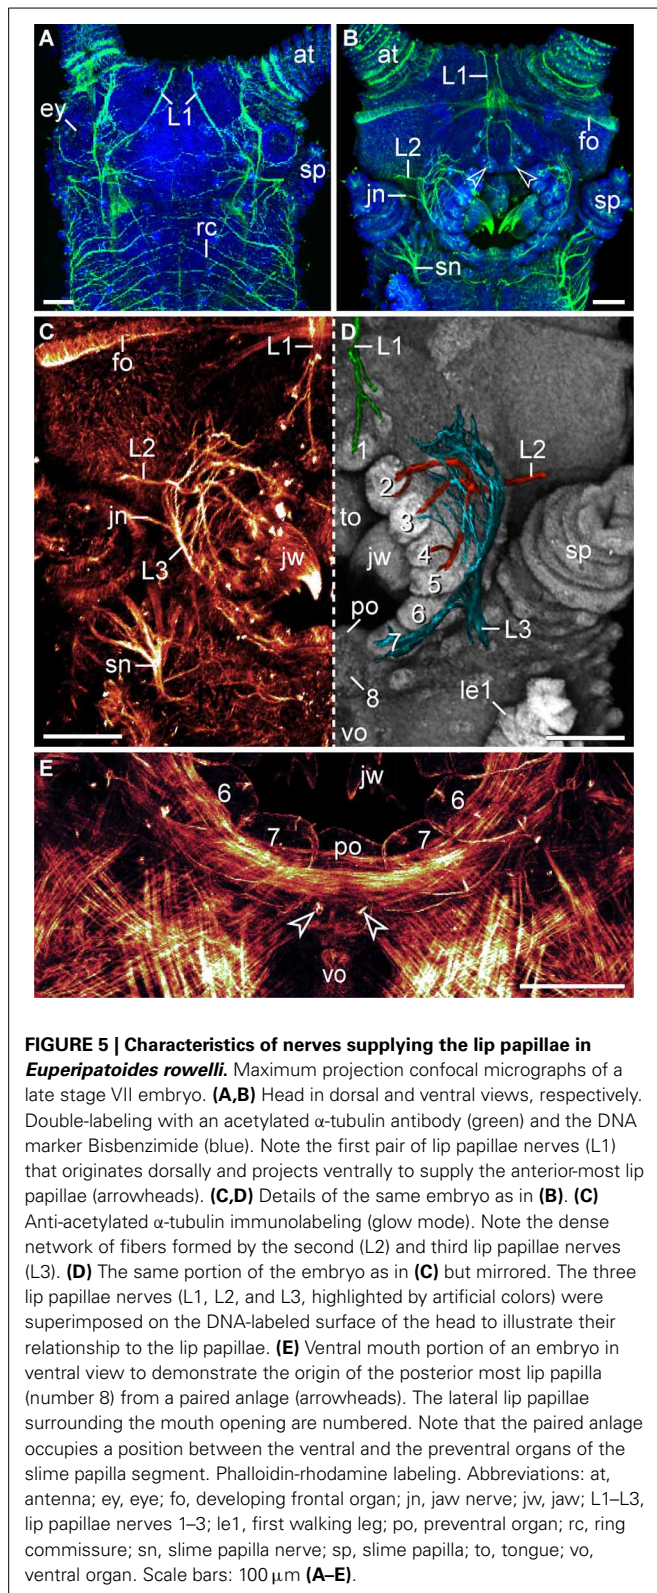 A
at
ey
L1
sp
rc
B
at
L1
fo
L2
jn
sp
sn
C
fo
L1
L2
jn
jw
L3
sn
D
L1
1
L2
2
to
3
sp
jw
4
5
po
6
7
L3
8
le1
vo
E
jw
6
6
7
po
7
vo
FIGURE 5 | Characteristics of nerves supplying the lip papillae in
Euperipatoides rowelli. Maximum projection confocal micrographs of a
late stage VII embryo. (A,B) Head in dorsal and ventral views, respectively.
Double-labeling with an acetylated α-tubulin antibody (green) and the DNA
marker Bisbenzimide (blue). Note the first pair of lip papillae nerves (L1)
that originates dorsally and projects ventrally to supply the anterior-most lip
papillae (arrowheads). (C,D) Details of the same embryo as in (B). (C)
Anti-acetylated α-tubulin immunolabeling (glow mode). Note the dense
network of fibers formed by the second (L2) and third lip papillae nerves
(L3). (D) The same portion of the embryo as in (C) but mirrored. The three
lip papillae nerves (L1, L2, and L3, highlighted by artificial colors) were
superimposed on the DNA-labeled surface of the head to illustrate their
relationship to the lip papillae. (E) Ventral mouth portion of an embryo in
ventral view to demonstrate the origin of the posterior most lip papilla
(number 8) from a paired anlage (arrowheads). The lateral lip papillae
surrounding the mouth opening are numbered. Note that the paired anlage
occupies a position between the ventral and the preventral organs of the
slime papilla segment. Phalloidin-rhodamine labeling. Abbreviations: at,
antenna; ey, eye; fo, developing frontal organ; jn, jaw nerve; jw, jaw; L1–L3,
lip papillae nerves 1–3; le1, first walking leg; po, preventral organ; rc, ring
commissure; sn, slime papilla nerve; sp, slime papilla; to, tongue; vo,
ventral organ. Scale bars: 100 μm (A–E).